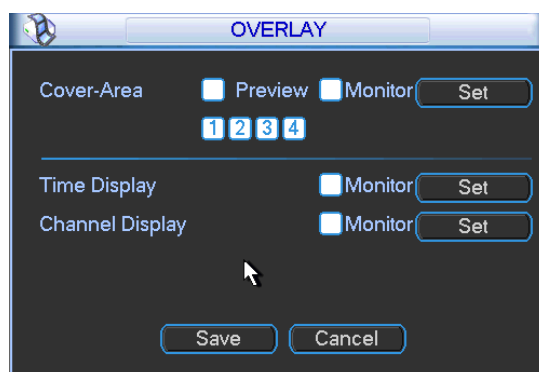 OVERLAY
Cover-Area Preview Monitor Set
1 2 3 4
Time Display Monitor Set
Channel Display Monitor Set
Save Cancel